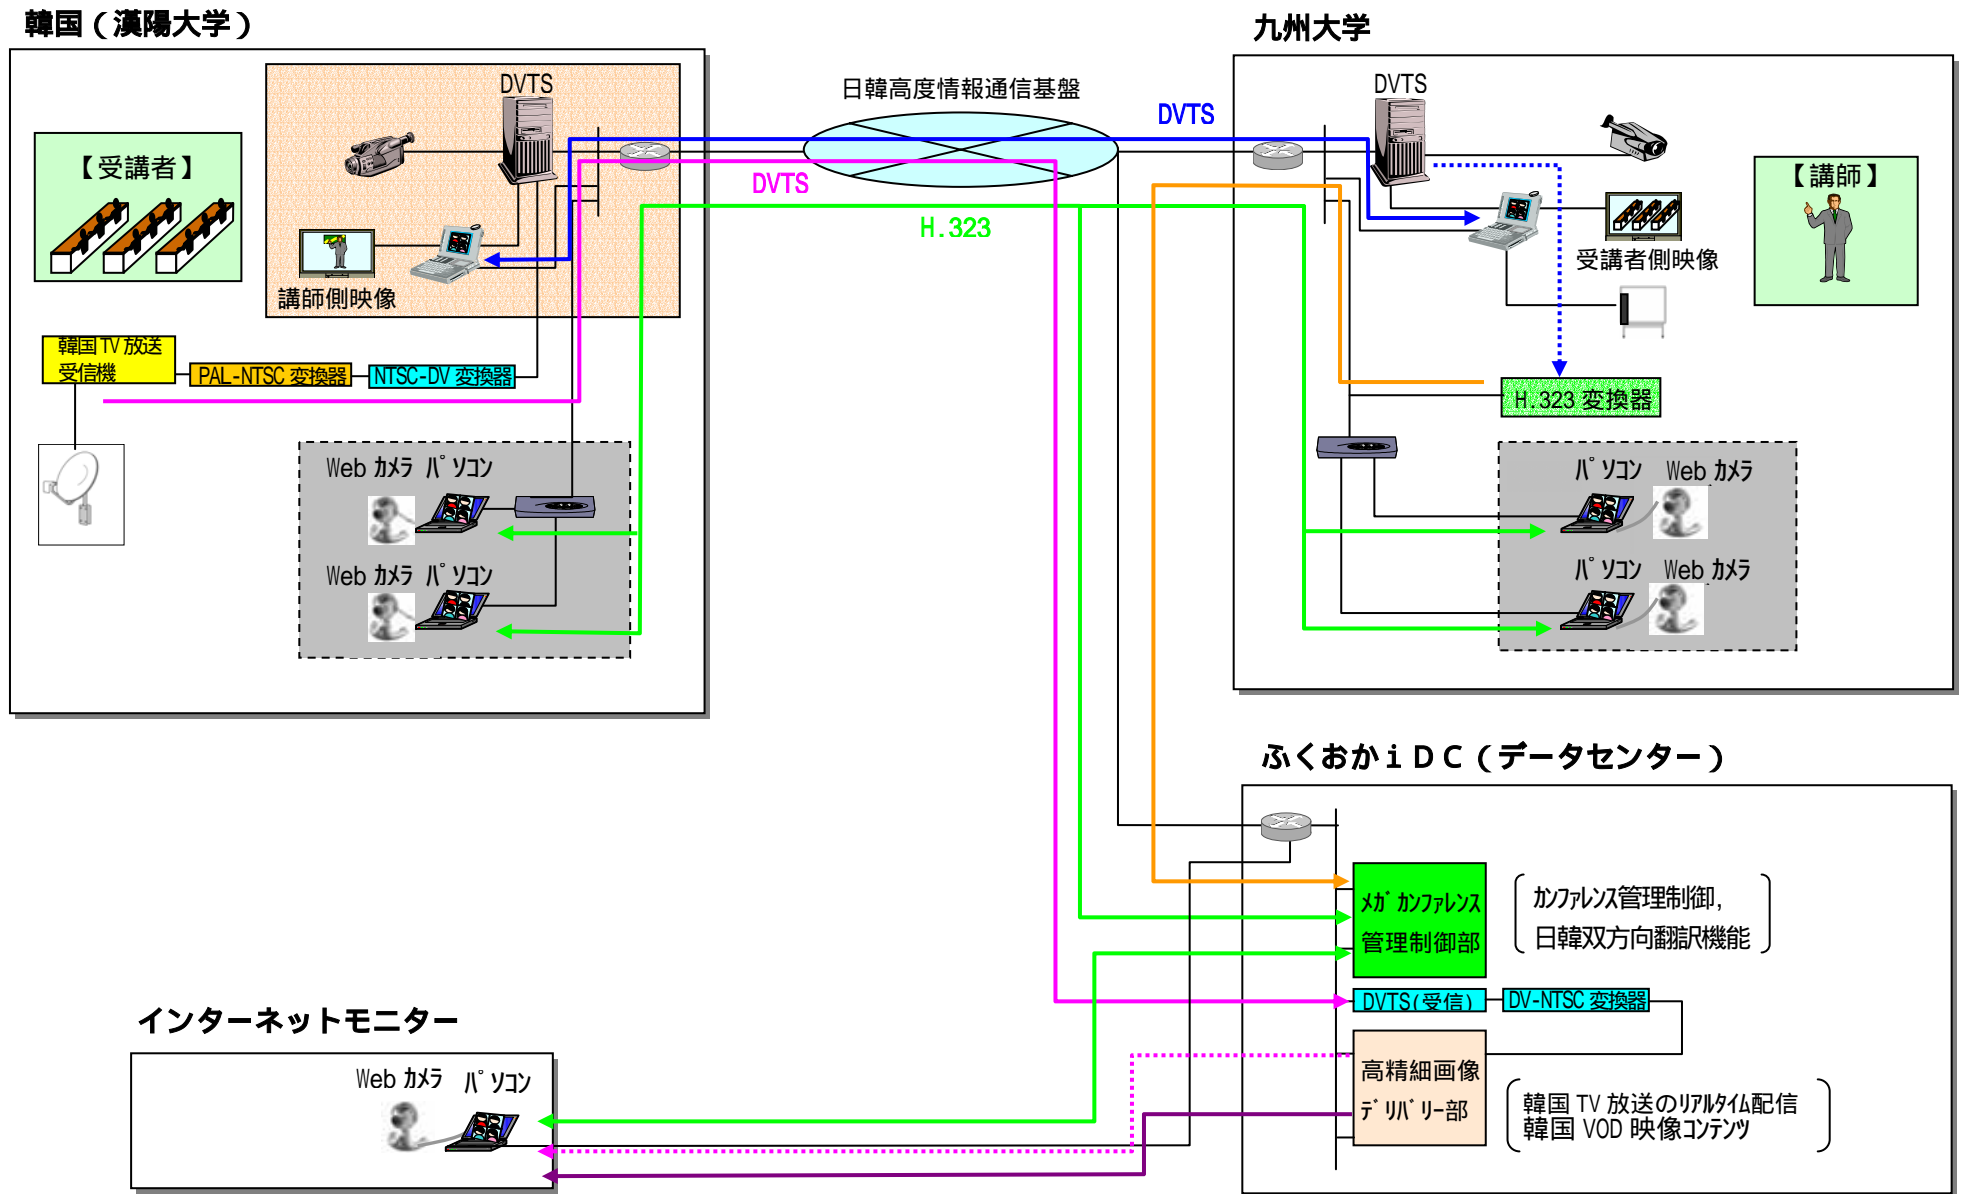 韓国（漢陽大学）
九州大学
DVTS
日韓高度情報通信基盤
DVTS
DVTS
【受講者】
【講師】
DVTS
H.323
講師側映像
受講者側映像
韓国TV放送
受信機
PAL-NTSC 変換器
NTSC-DV 変換器
H.323 変換器
Web ｶﾒﾗ ﾊﾟｿｺﾝ
Web ｶﾒﾗ ﾊﾟｿｺﾝ
ﾊﾟｿｺﾝ Web ｶﾒﾗ
ﾊﾟｿｺﾝ Web ｶﾒﾗ
ふくおかｉＤＣ（データセンター）
ﾒｶﾞｶﾝﾌｧﾚﾝｽ
管理制御部
ｶﾝﾌｧﾚﾝｽ管理制御,
日韓双方向翻訳機能
DVTS(受信)
DV-NTSC 変換器
高精細画像
ﾃﾞﾘﾊﾞﾘｰ部
韓国 TV 放送のﾘｱﾙﾀｲﾑ配信
韓国 VOD 映像ｺﾝﾃﾝﾂ
インターネットモニター
Web ｶﾒﾗ ﾊﾟｿｺﾝ